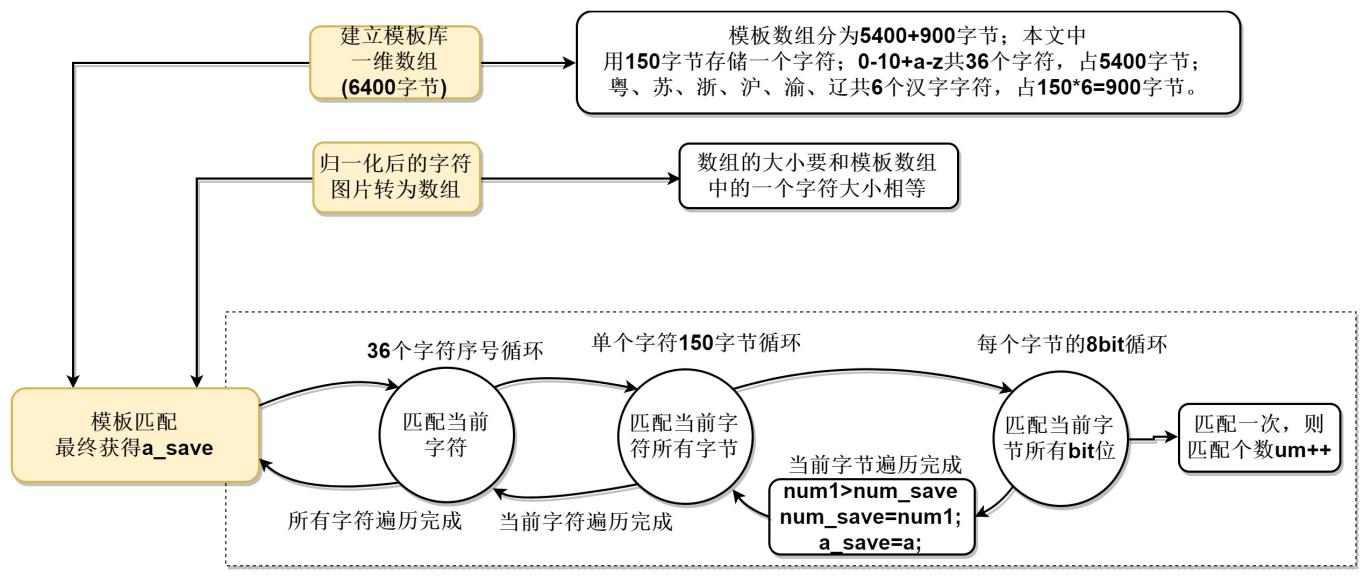 建立模板库
一维数组
(6400字节)
模板数组分为5400+900字节；本文中
用150字节存储一个字符；0-10+a-z共36个字符，占5400字节；
粤、苏、浙、沪、渝、辽共6个汉字字符，占150*6=900字节。
归一化后的字符
图片转为数组
数组的大小要和模板数组
中的一个字符大小相等
36个字符序号循环
单个字符150字节循环
每个字节的8bit循环
模板匹配
最终获得a_save
匹配当前
字符
匹配当前字
符所有字节
匹配当前字
节所有bit位
匹配一次，则
匹配个数um++
当前字节遍历完成
num1>num_save
num_save=num1;
a_save=a;
所有字符遍历完成
当前字符遍历完成